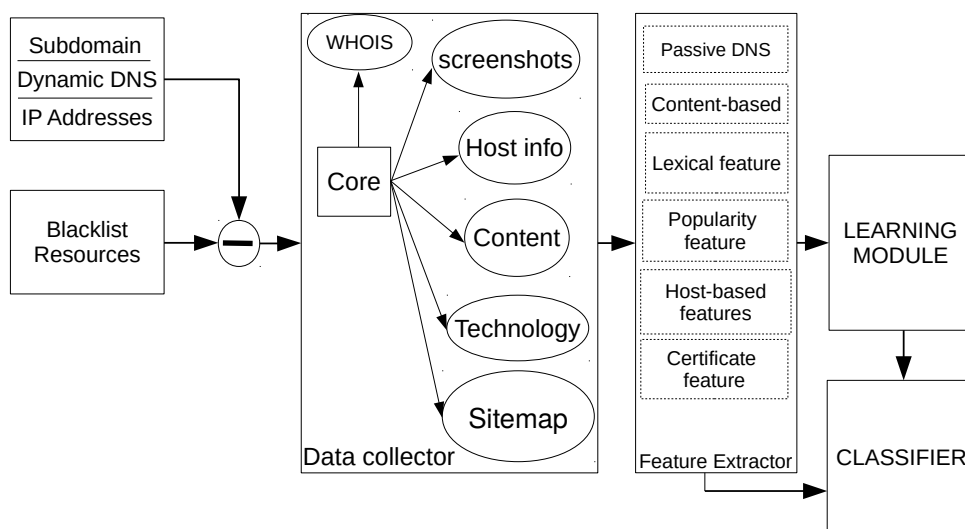 Subdomain
Dynamic DNS
IP Addresses
Blacklist
Resources
WHOIS
screenshots
Host info
Core
Content
Technology
Sitemap
Data collector
Passive DNS
Content-based
Lexical feature
Popularity
feature
Host-based
features
Certificate
feature
Feature Extractor
LEARNING
MODULE
CLASSIFIER